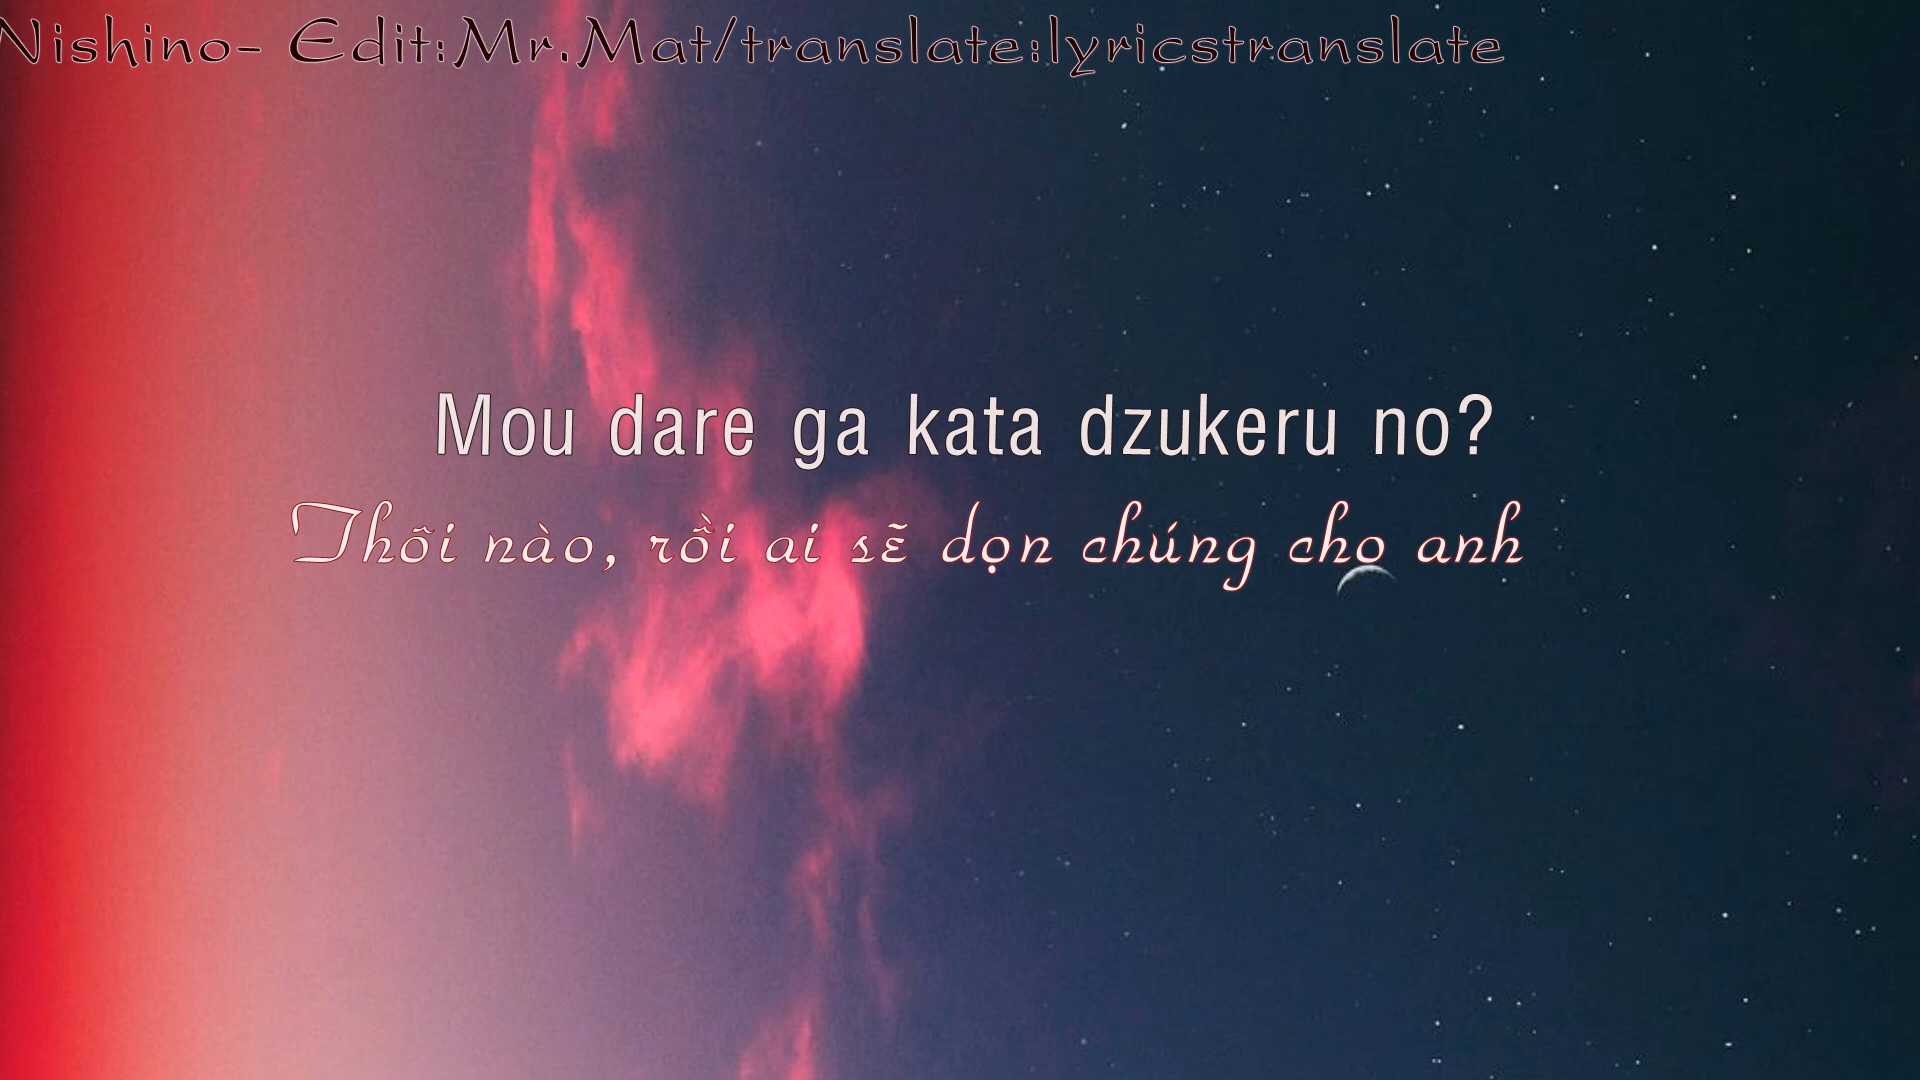 Nishino- Edit:Mr.Mat/translate:lyricstranslate
Mou dare ga kata dzukeru no?
Thôi nào, rồi ai sẽ dọn chúng cho anh